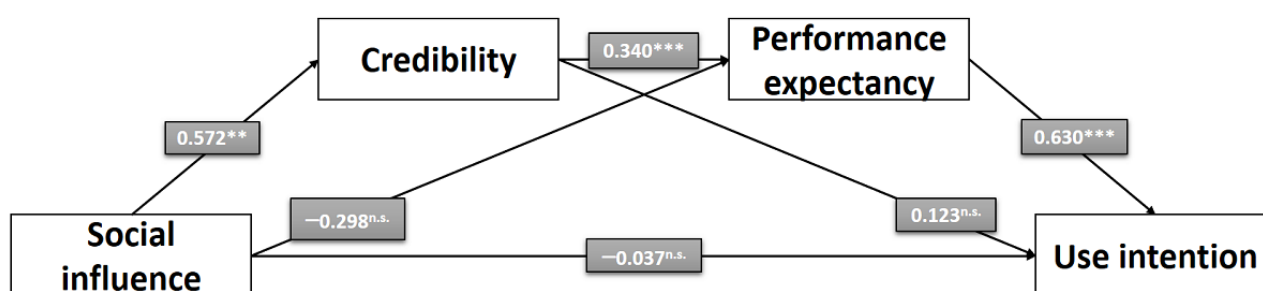 Credibility
0.340***
Performance
expectancy
0.572**
0.630***
−0.298n.s.
0.123n.s.
Social
influence
−0.037n.s.
Use intention